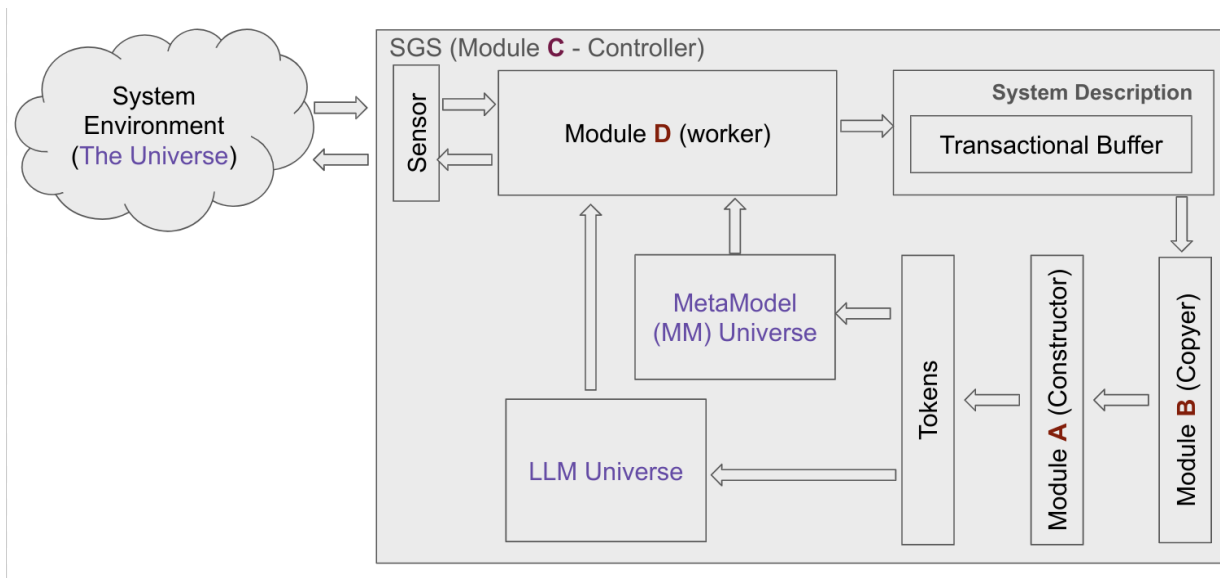 SGS (Module C - Controller)
System
Environment
(The Universe)
Sensor
Module D (worker)
System Description
Transactional Buffer
MetaModel
(MM) Universe
LLM Universe
Tokens
Module A (Constructor)
Module B (Copyer)